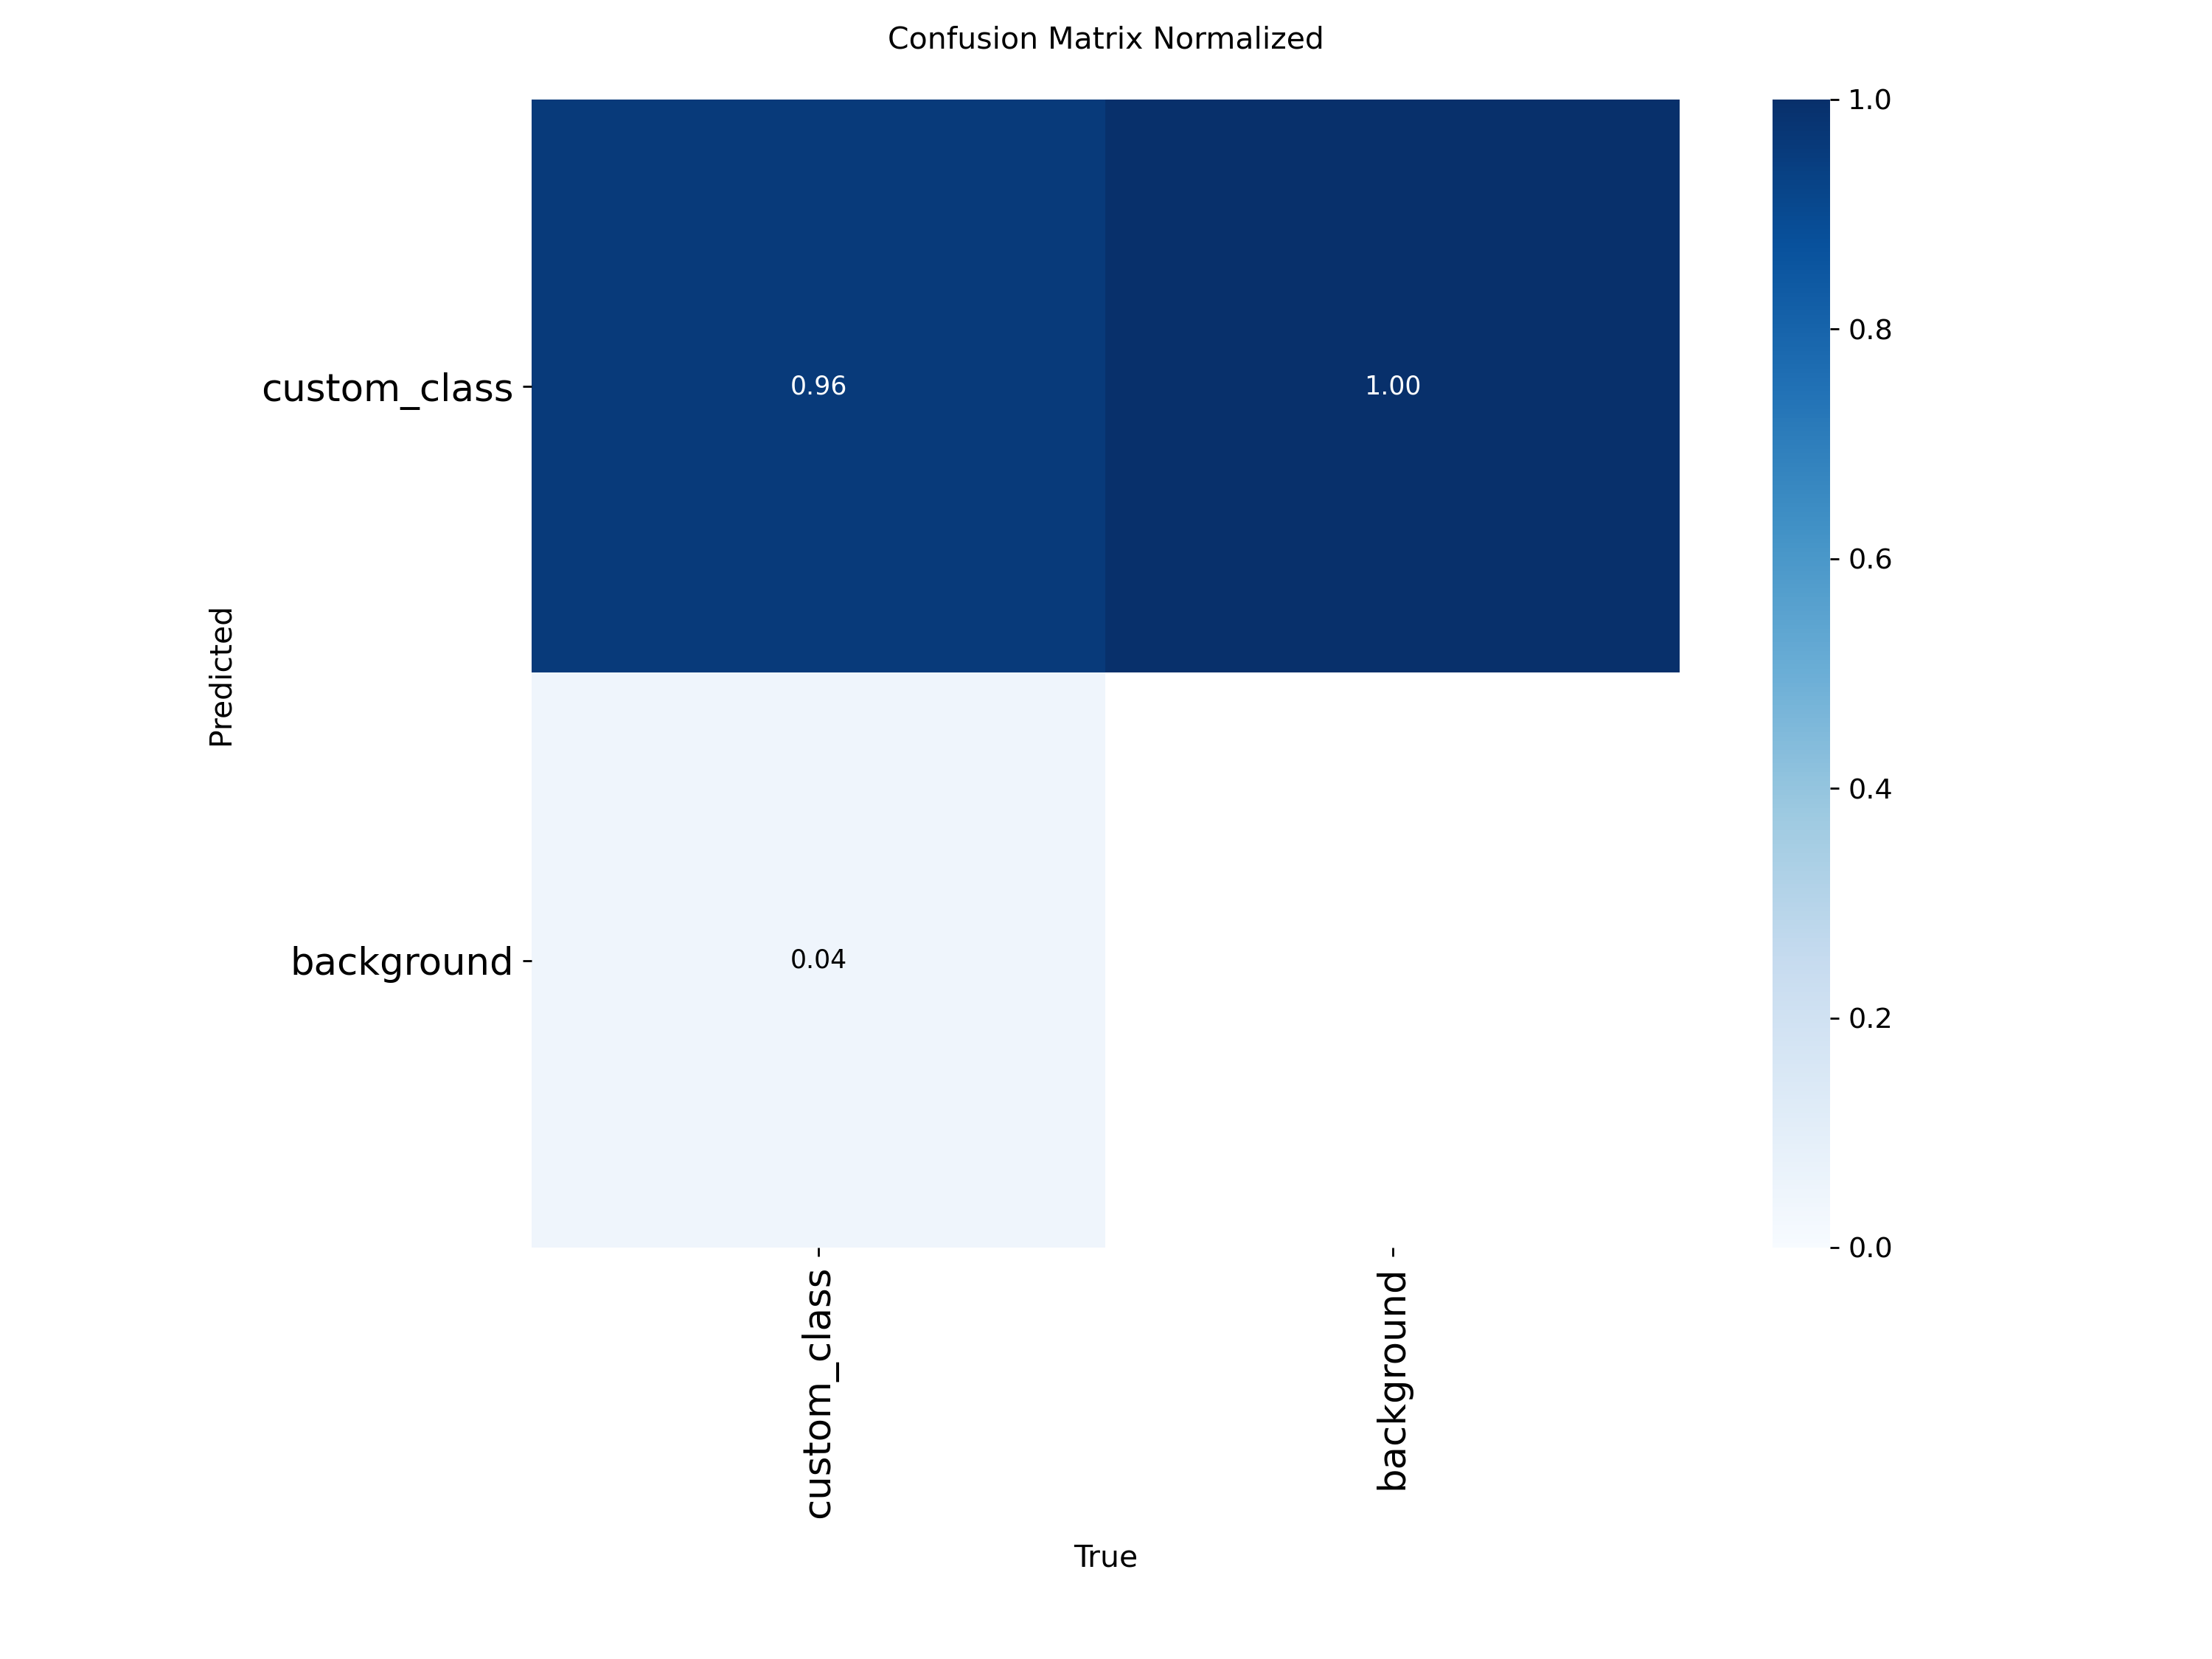 Confusion Matrix Normalized
1.0
custom_class
0.96
1.00
0.8
0.6
Predicted
0.4
background
0.04
0.2
0.0
custom_class
background
True